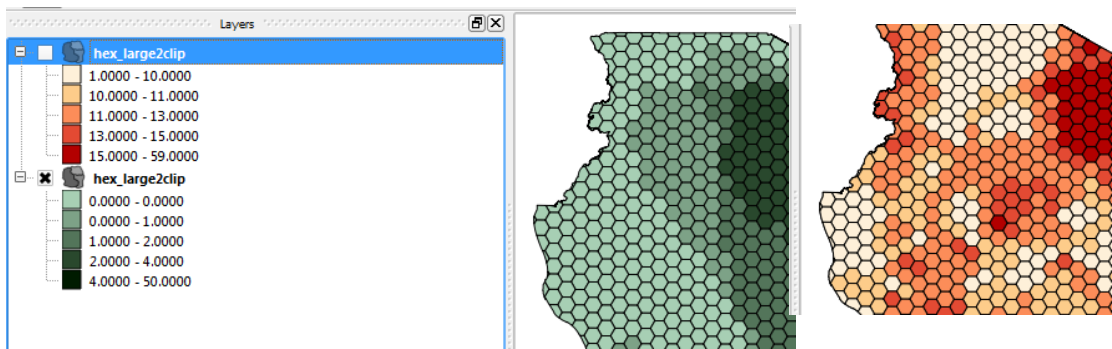 Layers
hex_large2clip
1.0000 - 10.0000
10.0000 - 11.0000
11.0000 - 13.0000
13.0000 - 15.0000
15.0000 - 59.0000
hex_large2clip
0.0000 - 0.0000
0.0000 - 1.0000
1.0000 - 2.0000
2.0000 - 4.0000
4.0000 - 50.0000